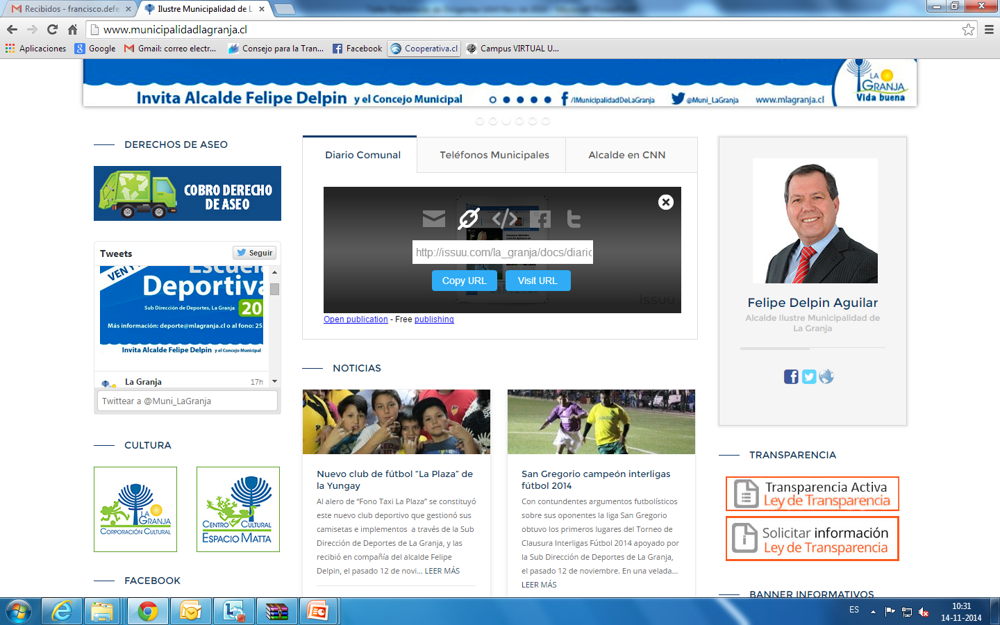 Recibidos - francisco.defe
Ilustre Municipalidad de L
www.municipalidadlagranja.cl
Aplicaciones
Google
Gmail: correo electr...
Consejo para la Tran...
Facebook
Cooperativa.cl
Campus VIRTUAL U...
Invita Alcalde Felipe Delpin y el Concejo Municipal
/IMunicipalidadDeLaGranja
@Muni_LaGranja
www.mlagranja.cl
LA GRANJA
Vida buena
DERECHOS DE ASEO
COBRO DERECHO
DE ASEO
Tweets
Seguir
VEN Y
Escuela
Deportiva
Sub Dirección de Deportes, La Granja 20
Más información: deporte@mlagranja.cl o al fono: 25
Invita Alcalde Felipe Delpin y el Concejo Municipal
La Granja 17h
Twittear a @Muni_LaGranja
CULTURA
LA GRANJA
CORPORACIÓN CULTURAL
CENTRO CULTURAL
ESPACIO MATTA
FACEBOOK
Diario Comunal
Teléfonos Municipales
Alcalde en CNN
http://issuu.com/la_granja/docs/diario
Copy URL
Visit URL
issuu
Open publication - Free publishing
NOTICIAS
Nuevo club de fútbol “La Plaza” de
la Yungay
Al alero de “Fono Taxi La Plaza” se constituyó
este nuevo club deportivo que gestionó sus
camisetas e implementos a través de la Sub
Dirección de Deportes de La Granja, y las
recibió en compañía del alcalde Felipe
Delpin, el pasado 12 de novi... LEER MÁS
San Gregorio campeón interligas
fútbol 2014
Con contundentes argumentos futbolísticos
sobre sus oponentes la liga San Gregorio
obtuvo los primeros lugares del Torneo de
Clausura Interligas Fútbol 2014 apoyado por
la Sub Dirección de Deportes de La Granja,
el pasado 12 de noviembre. En una velada...
LEER MÁS
Felipe Delpin Aguilar
Alcalde Ilustre Municipalidad de
La Granja
TRANSPARENCIA
Transparencia Activa
Ley de Transparencia
Solicitar información
Ley de Transparencia
BANNER INFORMATIVOS
ES
10:31
14-11-2014